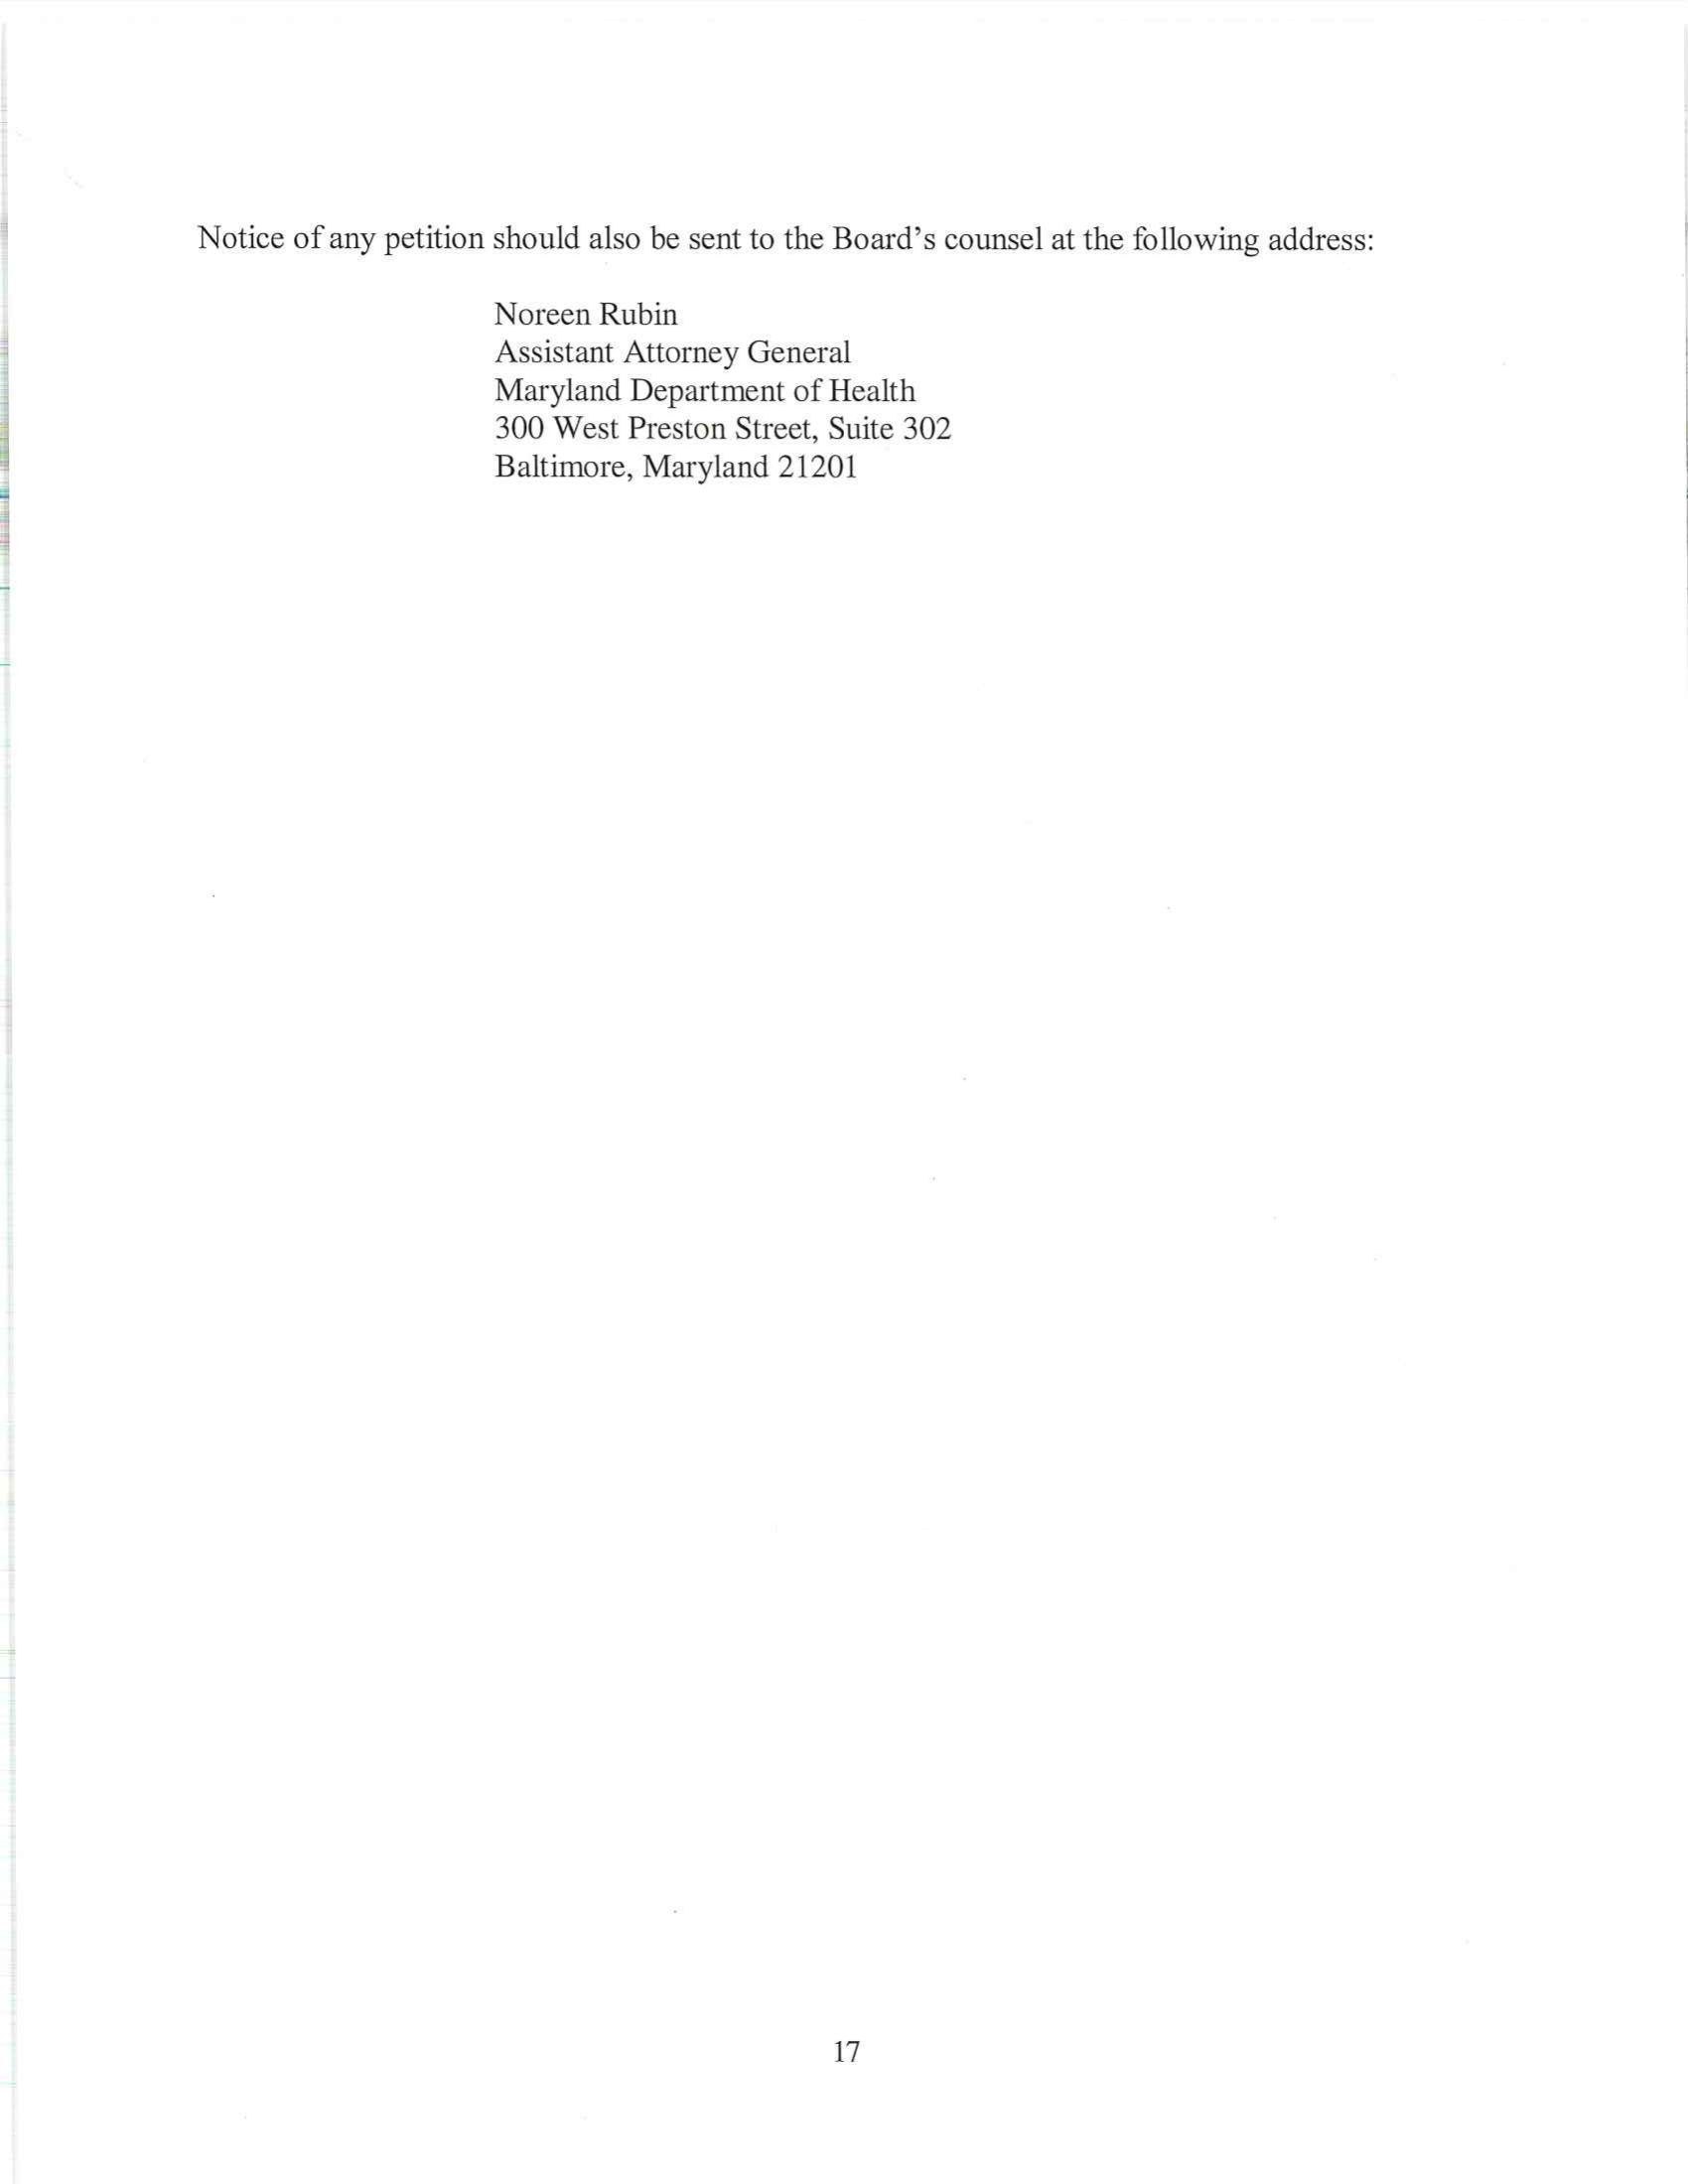 Notice of any petition should also be sent to the Board's counsel at the following address:
Noreen Rubin
Assistant Attorney General
Maryland Department of Health
300 West Preston Street, Suite 302
Baltimore, Maryland 21201
17